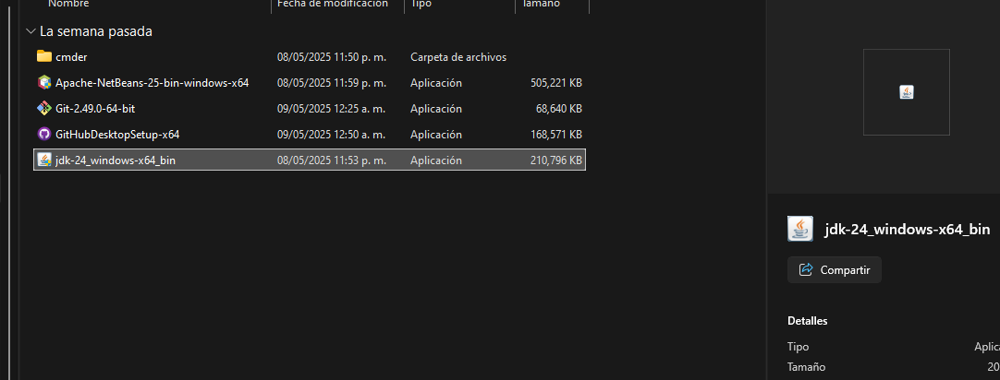 Nombre Fecha de modificación Tipo Tamaño
La semana pasada
cmder 08/05/2025 11:50 p. m. Carpeta de archivos
Apache-NetBeans-25-bin-windows-x64 08/05/2025 11:59 p. m. Aplicación 505,221 KB
Git-2.49.0-64-bit 09/05/2025 12:25 a. m. Aplicación 68,640 KB
GitHubDesktopSetup-x64 09/05/2025 12:50 a. m. Aplicación 168,571 KB
jdk-24_windows-x64_bin 08/05/2025 11:53 p. m. Aplicación 210,796 KB
jdk-24_windows-x64_bin
Compartir
Detalles
Tipo Aplica
Tamaño 20